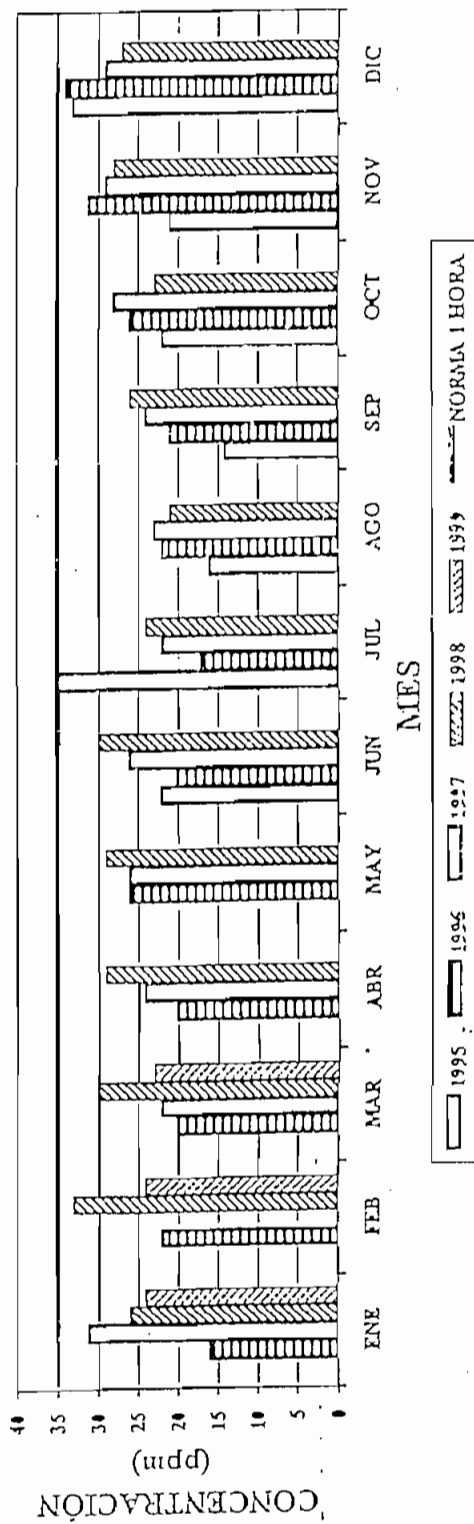 CONCENTRACIÓN
(ppm)
40
35
30
25
20
15
10
5
0
ENE FEB MAR ABR MAY JUN JUL AGO SEP OCT NOV DIC
MES
1995 1996 1997 1998 1999 NORMA 1 HORA